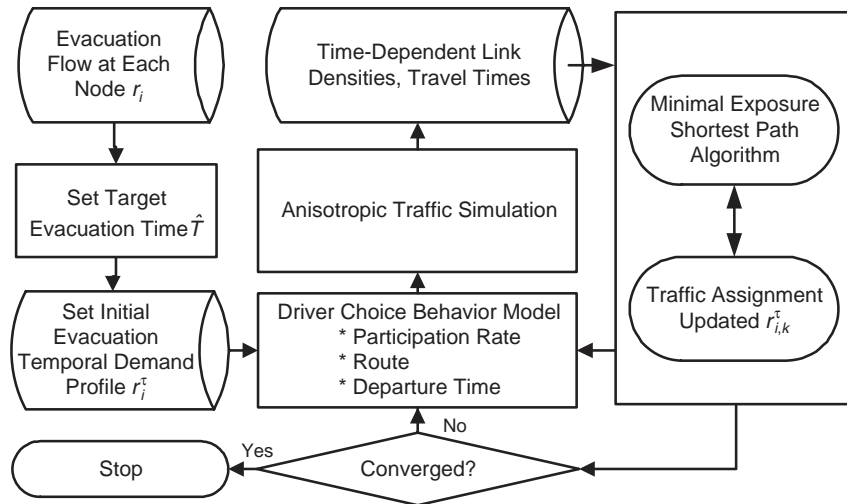 Evacuation
Flow at Each
Node r_i
Time-Dependent Link
Densities, Travel Times
Minimal Exposure
Shortest Path
Algorithm
Set Target
Evacuation Time T̂
Anisotropic Traffic Simulation
Set Initial
Evacuation
Temporal Demand
Profile r_i^τ
Driver Choice Behavior Model
* Participation Rate
* Route
* Departure Time
Traffic Assignment
Updated r_{i,k}^τ
No
Yes
Stop
Converged?